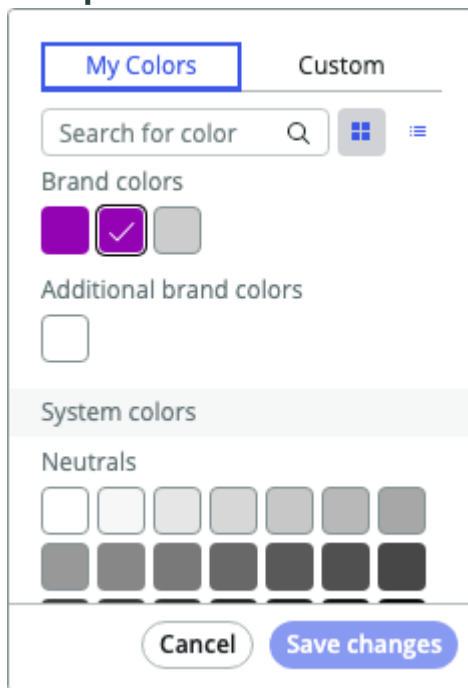 My Colors Custom
Search for color
Brand colors
Additional brand colors
System colors
Neutrals
Cancel Save changes